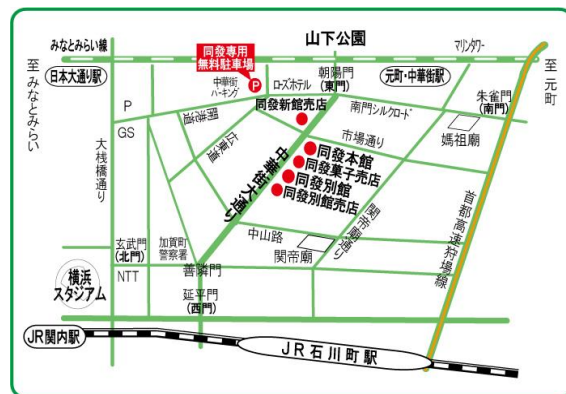 みなとみらい線
山下公園
マリンタワー
至みなとみらい
日本大通り駅
同發専用
無料駐車場
P
中華街
パーキング
ローズホテル
朝陽門
(東門)
元町・中華街駅
至元町
朱雀門
(南門)
P
GS
大桟橋通り
開港道
広東道
同發新館売店
南門シルクロード
市場通り
媽祖廟
中華街大通り
同發本館
同發菓子売店
同發別館
同發別館売店
関帝廟通り
首都高速狩場線
中山路
関帝廟
玄武門
(北門)
加賀町
警察署
善隣門
横浜
スタジアム
NTT
延平門
(西門)
JR関内駅
JR石川町駅